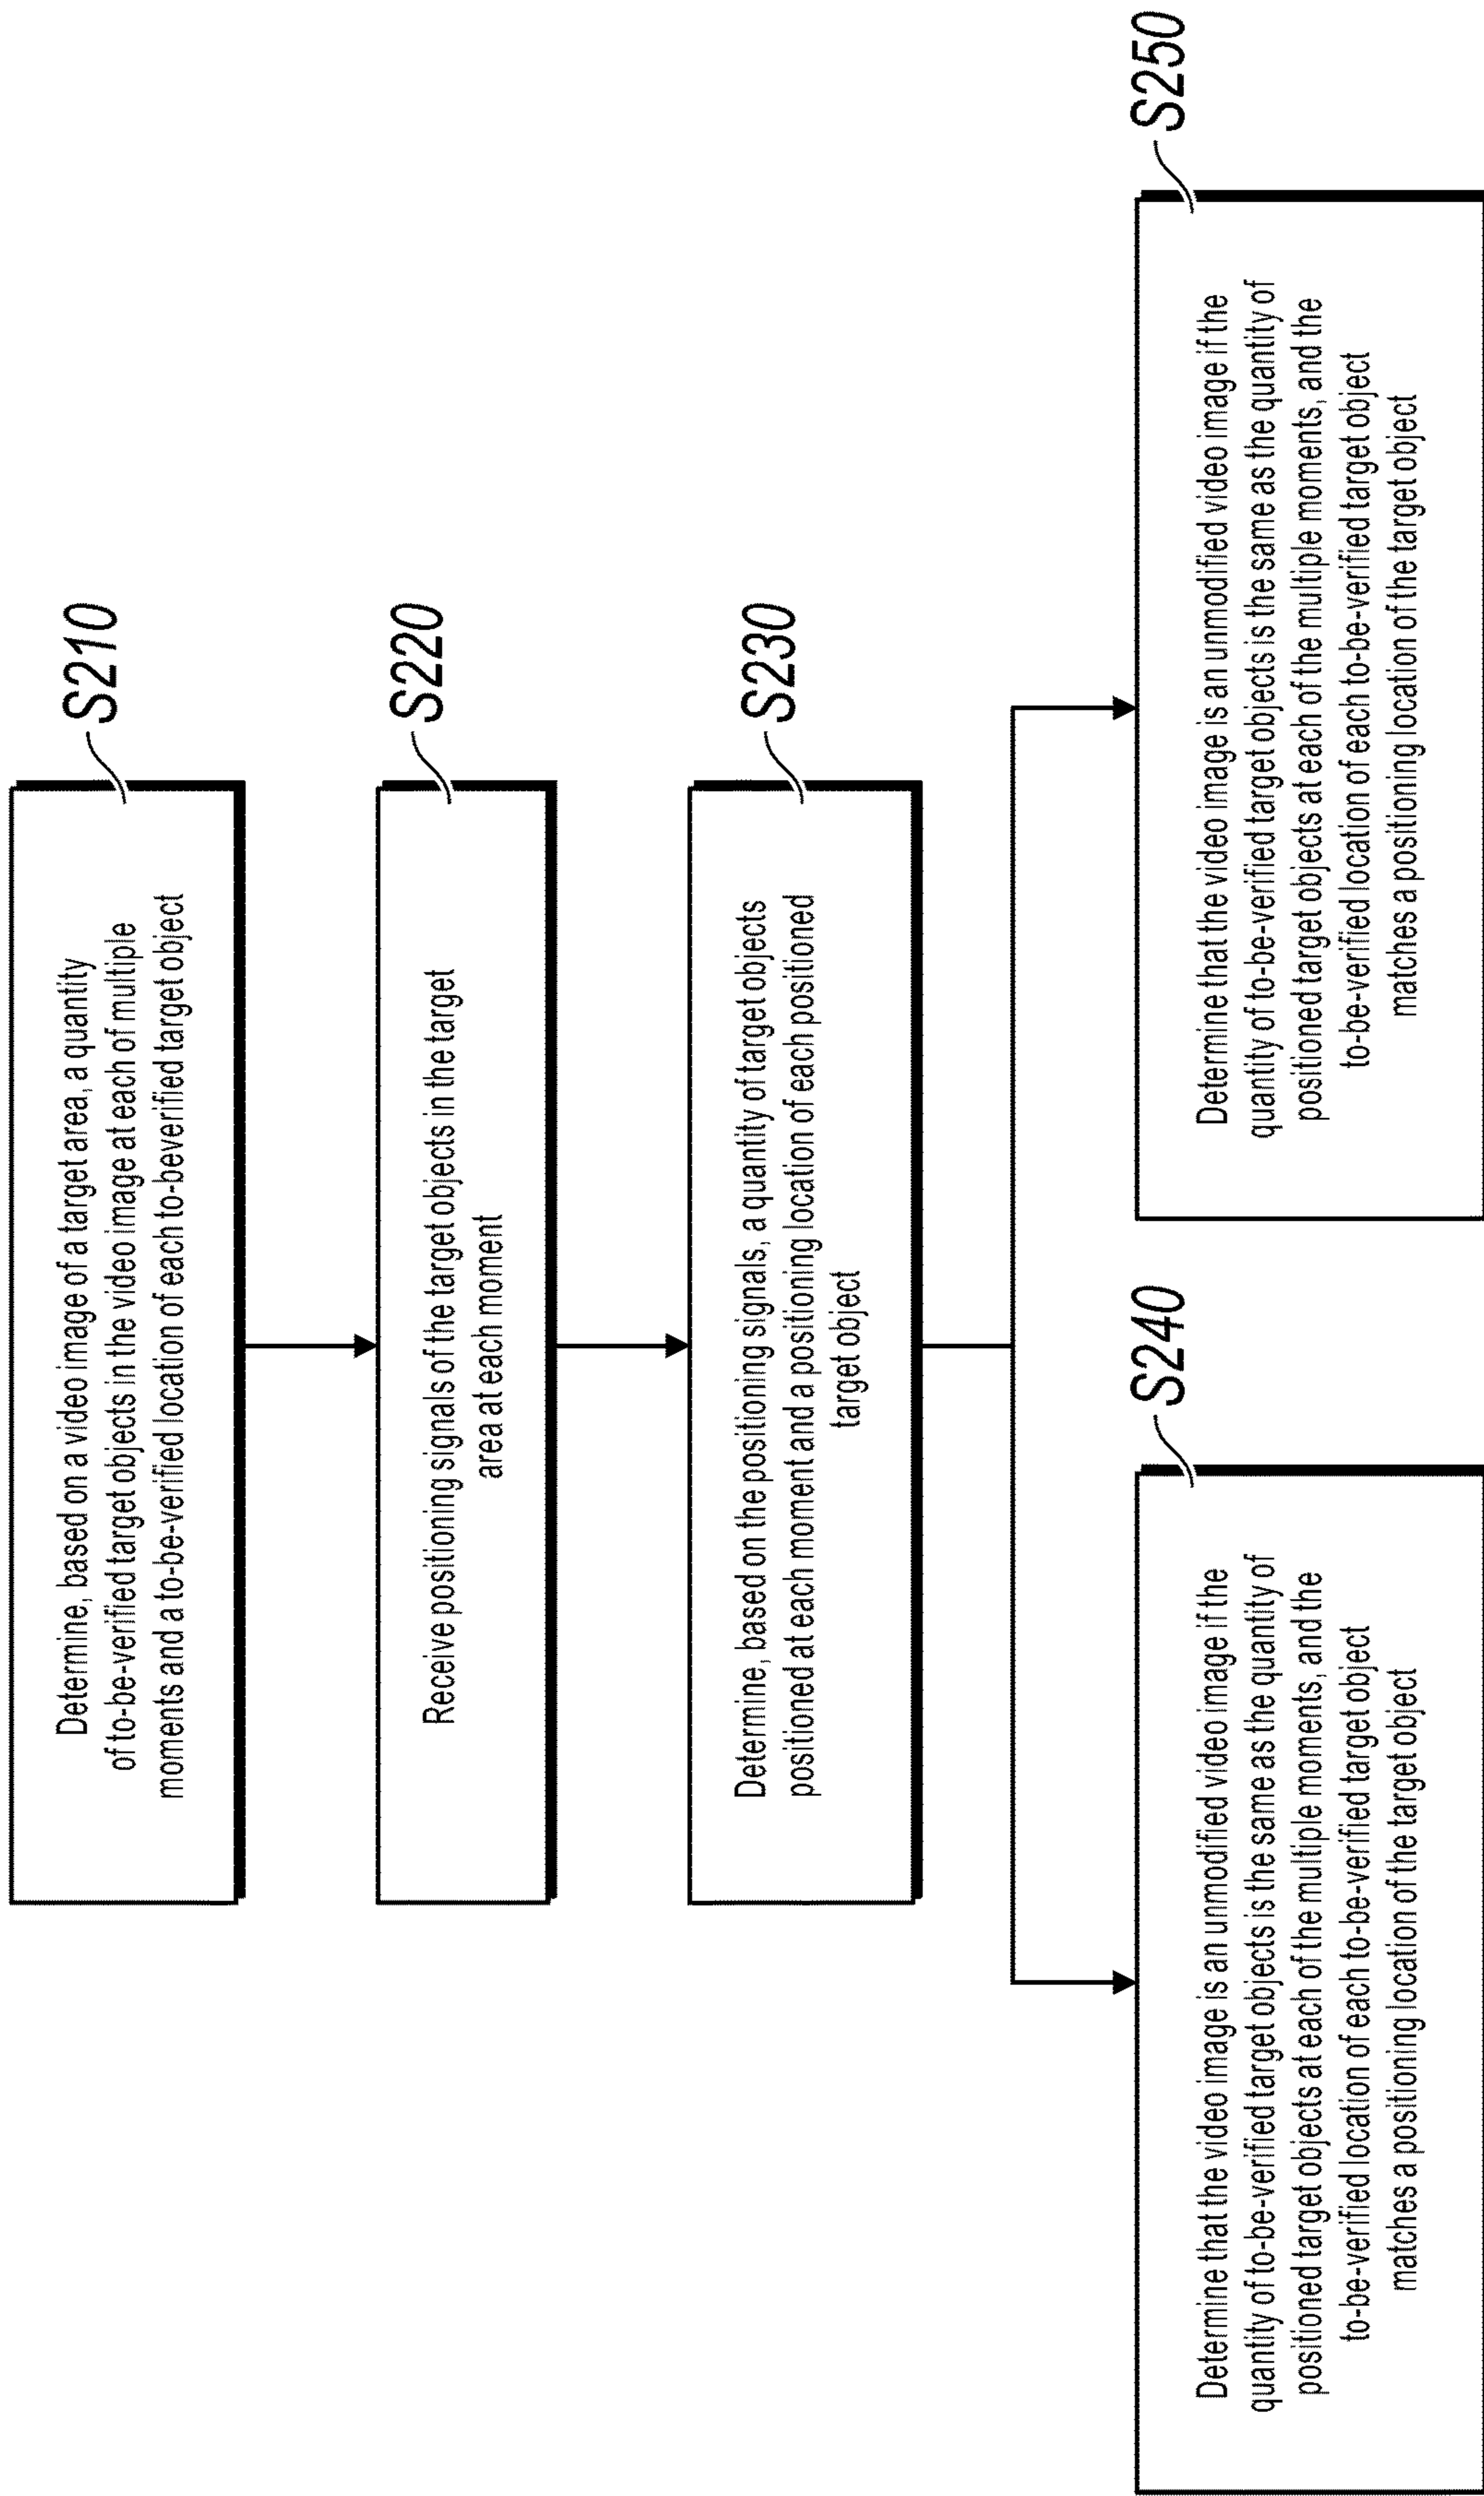 S210
Determine, based on a video image of a target area, a quantity
of to-be-verified target objects in the video image at each of multiple
moments and a to-be-verified location of each to-beverified target object
S220
Receive positioning signals of the target objects in the target
area at each moment
S230
Determine, based on the positioning signals, a quantity of target objects
positioned at each moment and a positioning location of each positioned
target object
S240
Determine that the video image is an unmodified video image if the
quantity of to-be-verified target objects is the same as the quantity of
positioned target objects at each of the multiple moments, and the
to-be-verified location of each to-be-verified target object
matches a positioning location of the target object
S250
Determine that the video image is an unmodified video image if the
quantity of to-be-verified target objects is the same as the quantity of
positioned target objects at each of the multiple moments, and the
to-be-verified location of each to-be-verified target object
matches a positioning location of the target object